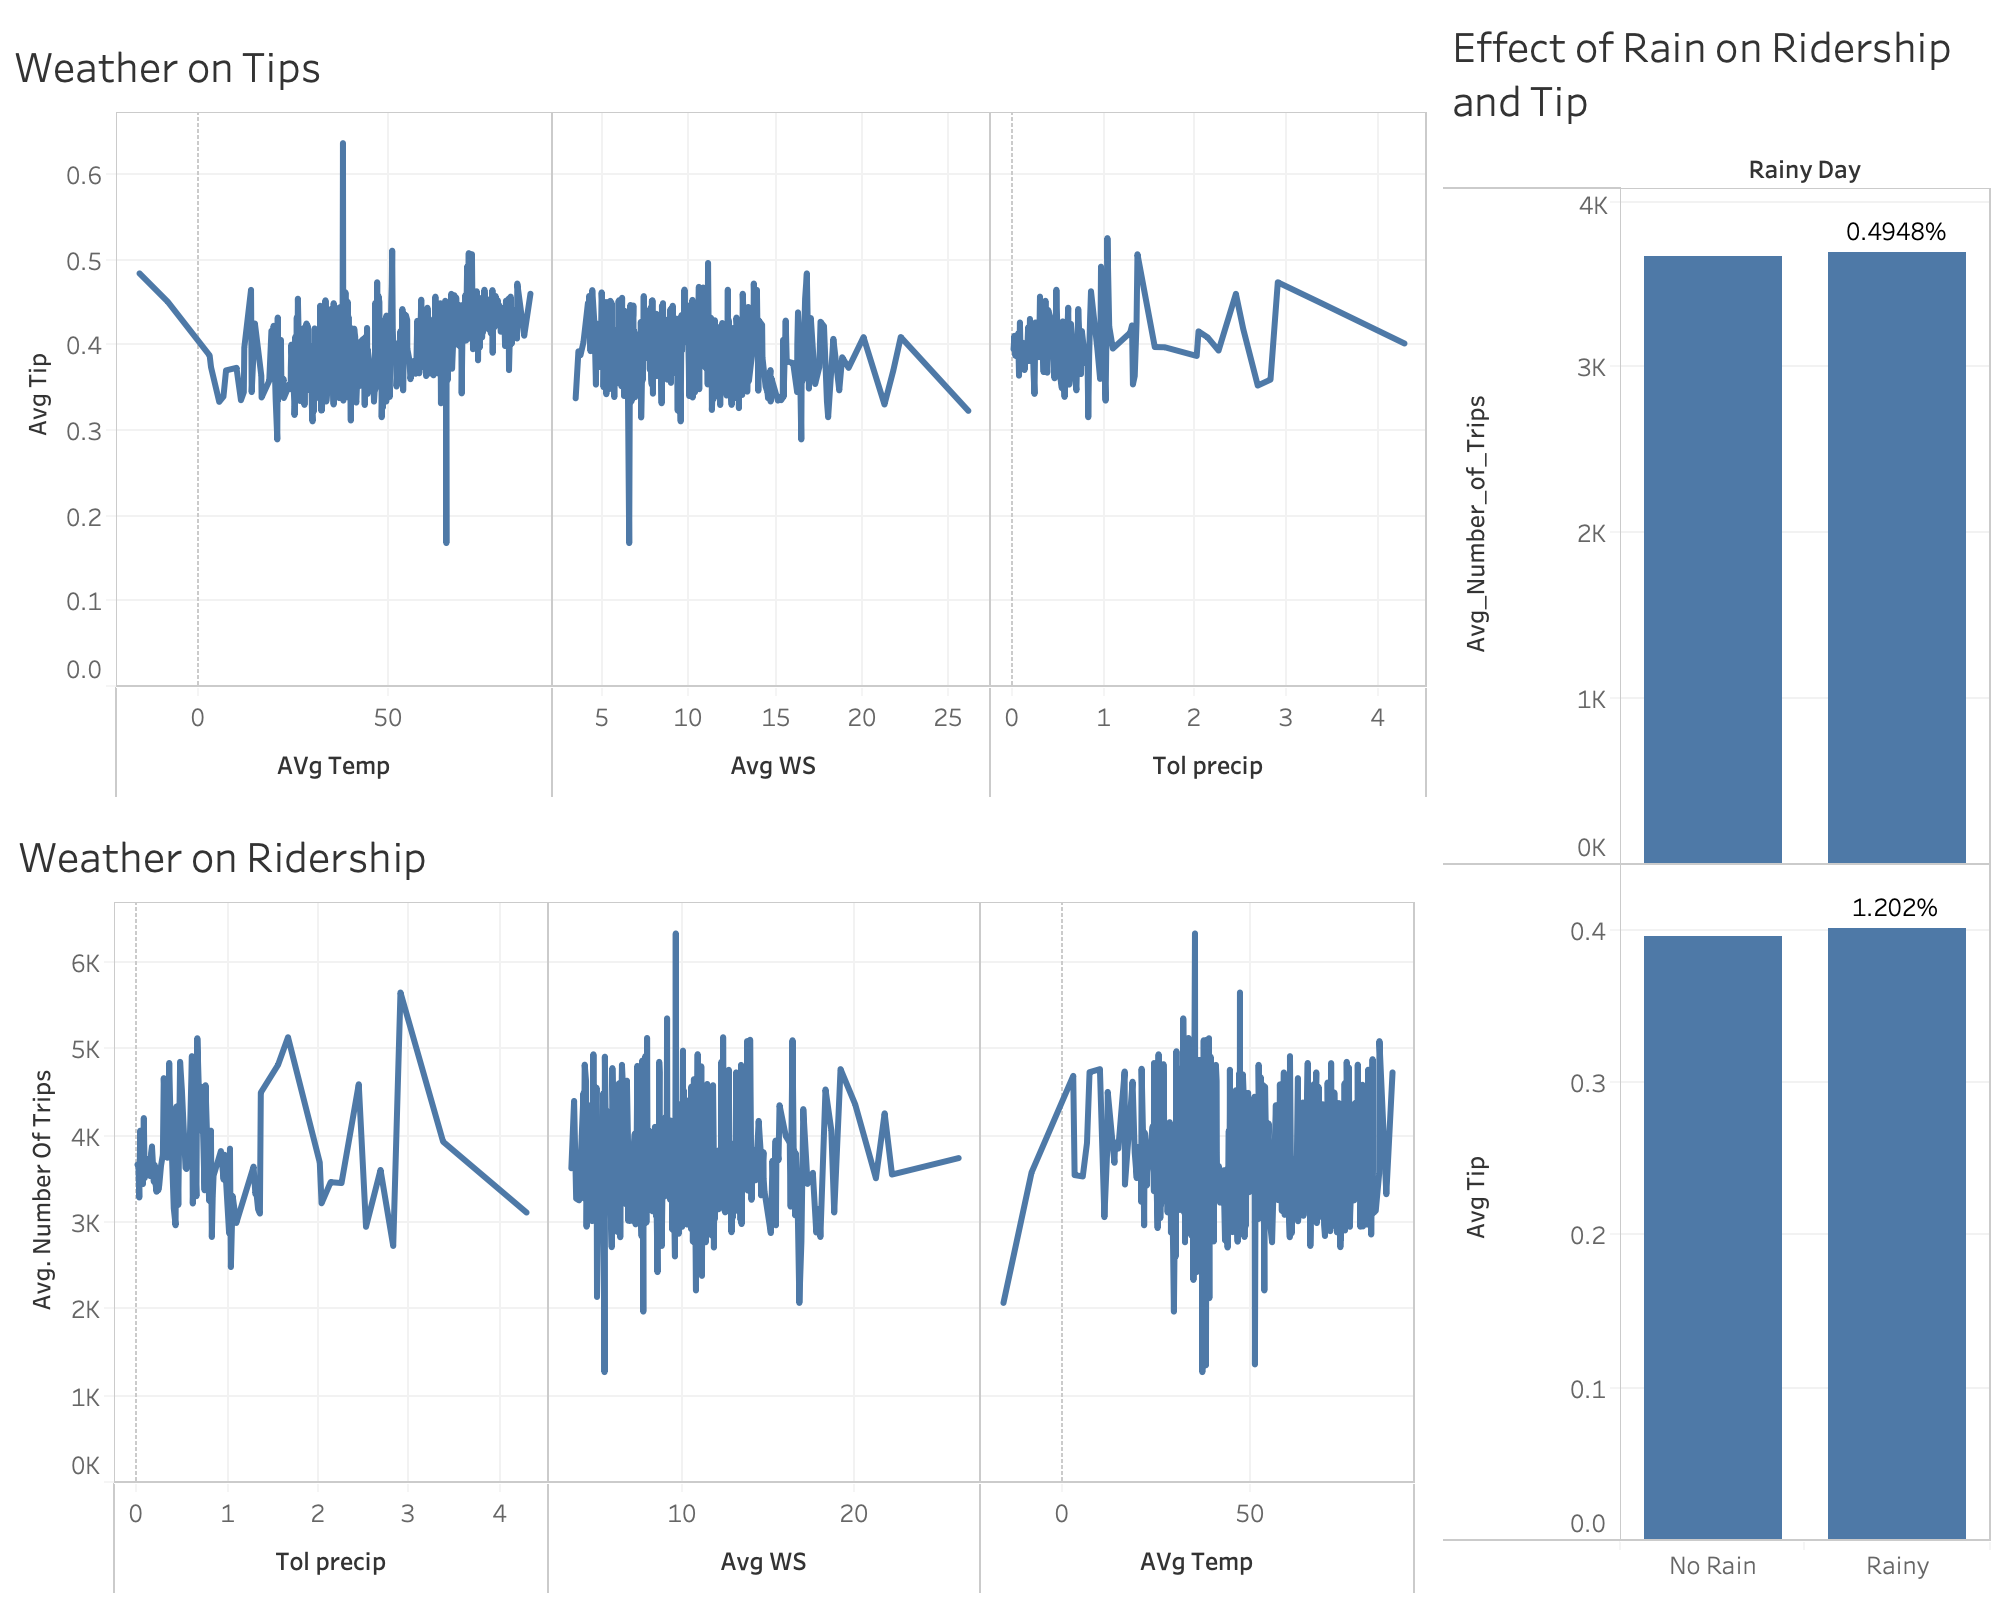 Weather on Tips
0.6
0.5
0.4
0.3
0.2
0.1
0.0
Avg Tip
0 50
5 10 15 20 25
0 1 2 3 4
AVg Temp
Avg WS
Tol precip
Weather on Ridership
6K
5K
4K
3K
2K
1K
0K
Avg. Number Of Trips
0 1 2 3 4
10 20
0 50
Tol precip
Avg WS
AVg Temp
Effect of Rain on Ridership
and Tip
Rainy Day
4K
3K
2K
1K
0K
Avg_Number_of_Trips
0.4948%
0.4
0.3
0.2
0.1
0.0
Avg Tip
1.202%
No Rain
Rainy